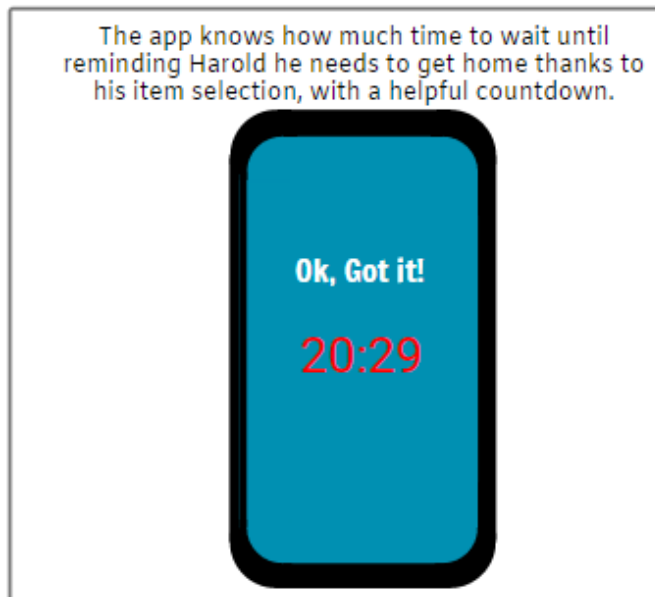 The app knows how much time to wait until
reminding Harold he needs to get home thanks to
his item selection, with a helpful countdown.
Ok, Got it!
20:29